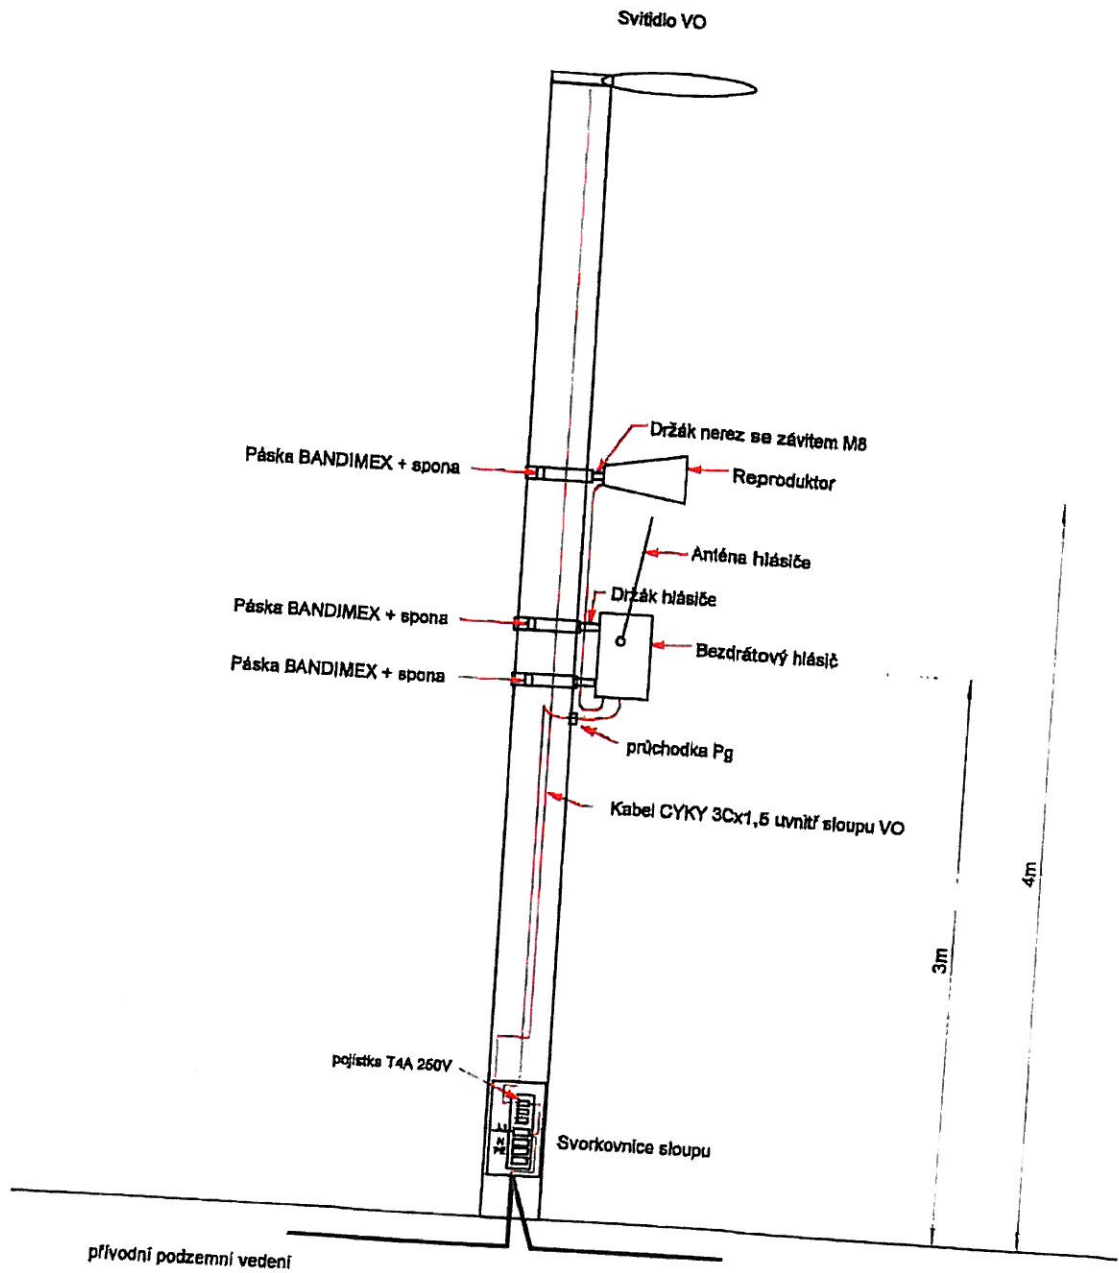 Svítidlo VO
Držák nerez se závitem M8
Páska BANDIMEX + spona
Reproduktor
Anténa hlásiče
Držák hlásiče
Páska BANDIMEX + spona
Bezdrátový hlásič
Páska BANDIMEX + spona
průchodka Pg
Kabel CYKY 3Cx1,5 uvnitř sloupu VO
4m
3m
pojistka T4A 250V
Svorkovnice sloupu
přívodní podzemní vedení